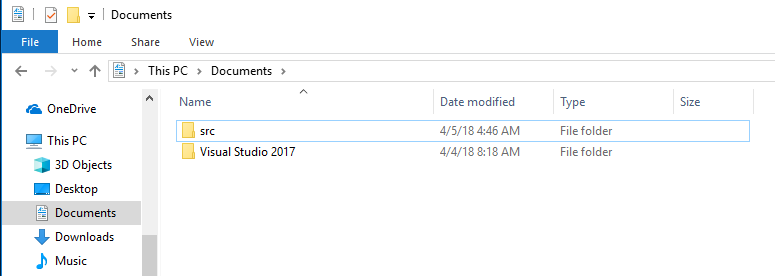 Documents
File Home Share View
This PC Documents
Name Date modified Type Size
OneDrive
src 4/5/18 4:46 AM File folder
This PC
Visual Studio 2017 4/4/18 8:18 AM File folder
3D Objects
Desktop
Documents
Downloads
Music